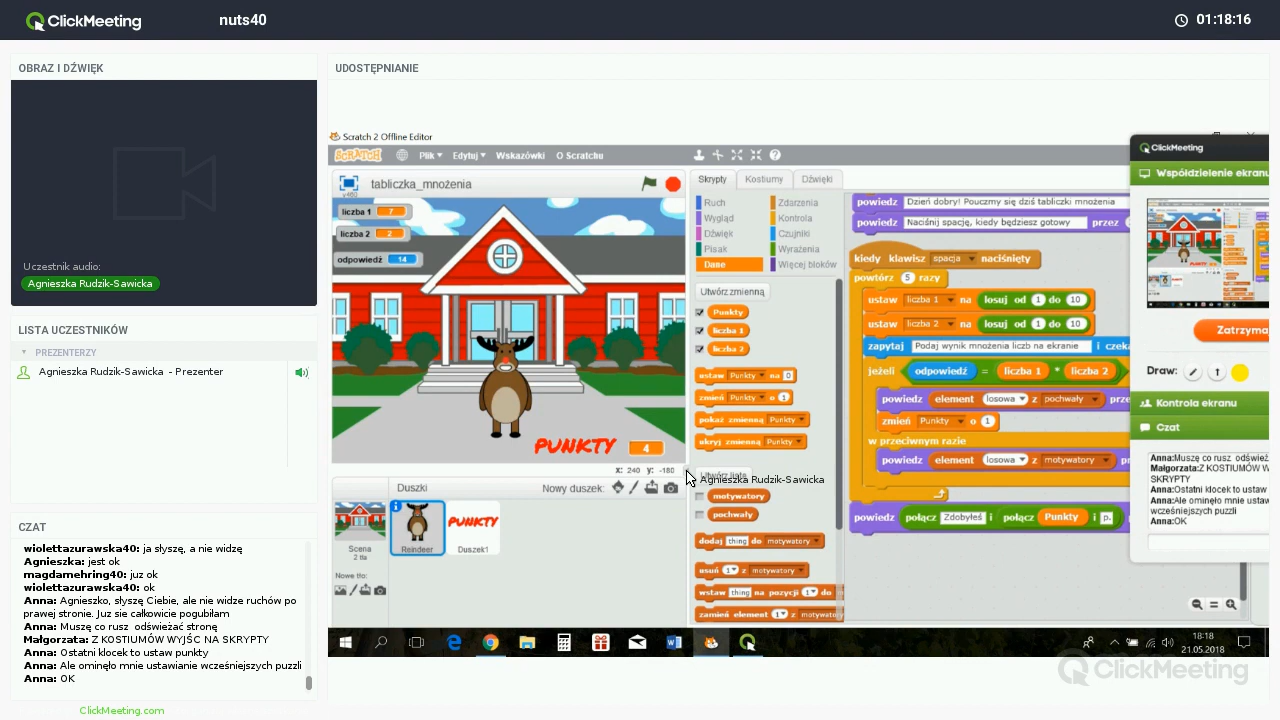 ClickMeeting
nuts40
01:18:16
OBRAZ I DŹWIĘK
Uczestnik audio:
Agnieszka Rudzik-Sawicka
LISTA UCZESTNIKÓW
PREZENTERZY
Agnieszka Rudzik-Sawicka - Prezenter
CZAT
wiolettazurawska40: ja słyszę, a nie widzę
Agnieszka: jest ok
magdamehring40: juz ok
wiolettazurawska40: ok
Anna: Agnieszko, słyszę Ciebie, ale nie widze ruchów po
prawej stronie. Juz sie całkowicie pogubiłam
Anna: Muszę co rusz odświeżać stronę
Małgorzata: Z KOSTIUMÓW WYJŚC NA SKRYPTY
Anna: Ostatni klocek to ustaw punkty
Anna: Ale ominęło mnie ustawianie wcześniejszych puzzli
Anna: OK
ClickMeeting.com
UDOSTĘPNIANIE
Scratch 2 Offline Editor
SCRATCH
Plik
Edytuj
Wskazówki
O Scratchu
tabliczka_mnożenia
v460
liczba 1 7
liczba 2 2
odpowiedź 14
PUNKTY 4
X: 240 y: -180
Duszki
Nowy duszek:
Scena
2 tła
Nowe tło:
Reindeer
PUNKTY
Duszek1
Skrypty
Kostiumy
Dźwięki
Ruch
Wygląd
Dźwięk
Pisak
Dane
Zdarzenia
Kontrola
Czujniki
Wyrażenia
Więcej bloków
Utwórz zmienną
Punkty
liczba 1
liczba 2
ustaw Punkty na 0
zmień Punkty o 1
pokaż zmienną Punkty
ukryj zmienną Punkty
Utwórz listę
Agnieszka Rudzik-Sawicka
motywatory
pochwały
dodaj thing do motywatory
usuń 1 z motywatory
wstaw thing na pozycji 1 do
zamień element 1 z motywator
powiedz Dzień dobry! Pouczmy się dziś tabliczki mnożenia
powiedz Naciśnij spację, kiedy będziesz gotowy przez
kiedy klawisz spacja naciśnięty
powtórz 5 razy
ustaw liczba 1 na losuj od 1 do 10
ustaw liczba 2 na losuj od 1 do 10
zapytaj Podaj wynik mnożenia liczb na ekranie i czeka
jeżeli odpowiedź = liczba 1 * liczba 2
powiedz element losowa z pochwały prze
zmień Punkty o 1
w przeciwnym razie
powiedz element losowa z motywatory p
powiedz połącz Zdobyłeś i połącz Punkty i p.
ClickMeeting
Współdzielenie ekranu
Zatrzyma
Draw:
Kontrola ekranu
Czat
Anna:Muszę co rusz odśwież
Małgorzata:Z KOSTIUMÓW W
SKRYPTY
Anna:Ostatni klocek to ustaw
Anna:Ale ominęło mnie ustaw
wcześniejszych puzzli
Anna:OK
18:18
21.05.2018
ClickMeeting